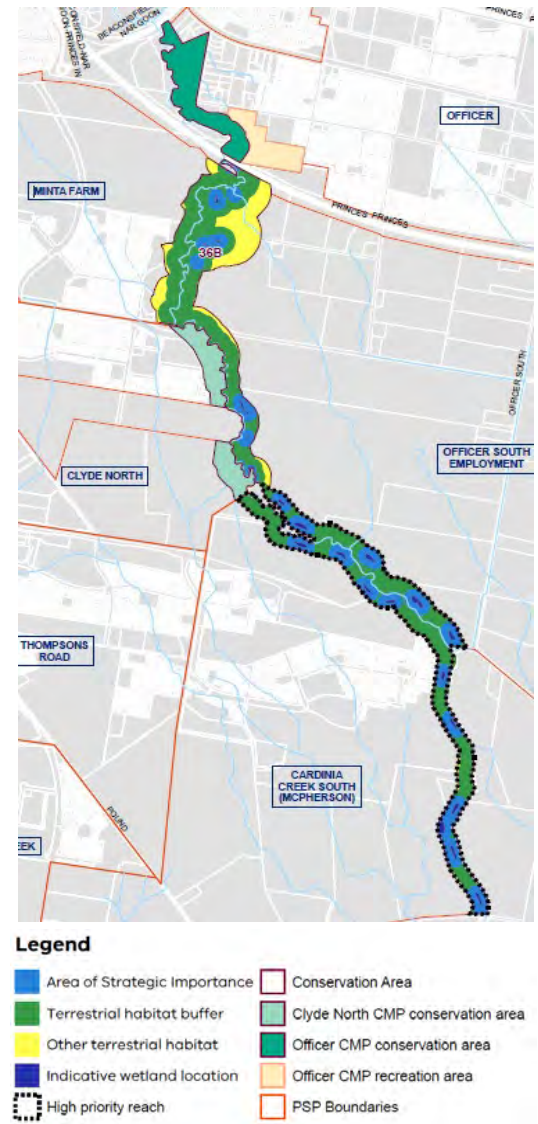 BEACONSFIELD
NAR GOON
OFFICER
MINTA FARM
PRINCES PRINCES
36B
OFFICER SOUTH
OFFICER SOUTH
EMPLOYMENT
CLYDE NORTH
THOMPSONS
ROAD
CARDINIA
CREEK SOUTH
(MCPHERSON)
POUND
EEK
Legend
Area of Strategic Importance
Conservation Area
Terrestrial habitat buffer
Clyde North CMP conservation area
Other terrestrial habitat
Officer CMP conservation area
Indicative wetland location
Officer CMP recreation area
High priority reach
PSP Boundaries